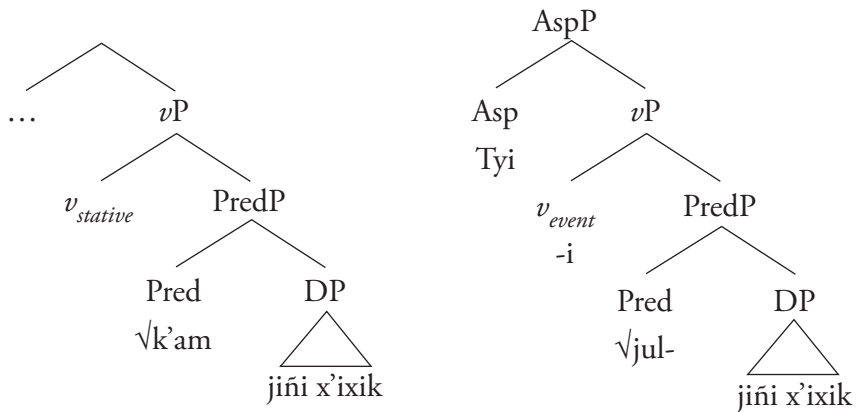 AspP
… vP Asp vP
Tyi
v_stative PredP v_event PredP
-i
Pred DP Pred DP
√k'am √jul-
jiñi x'ixik jiñi x'ixik